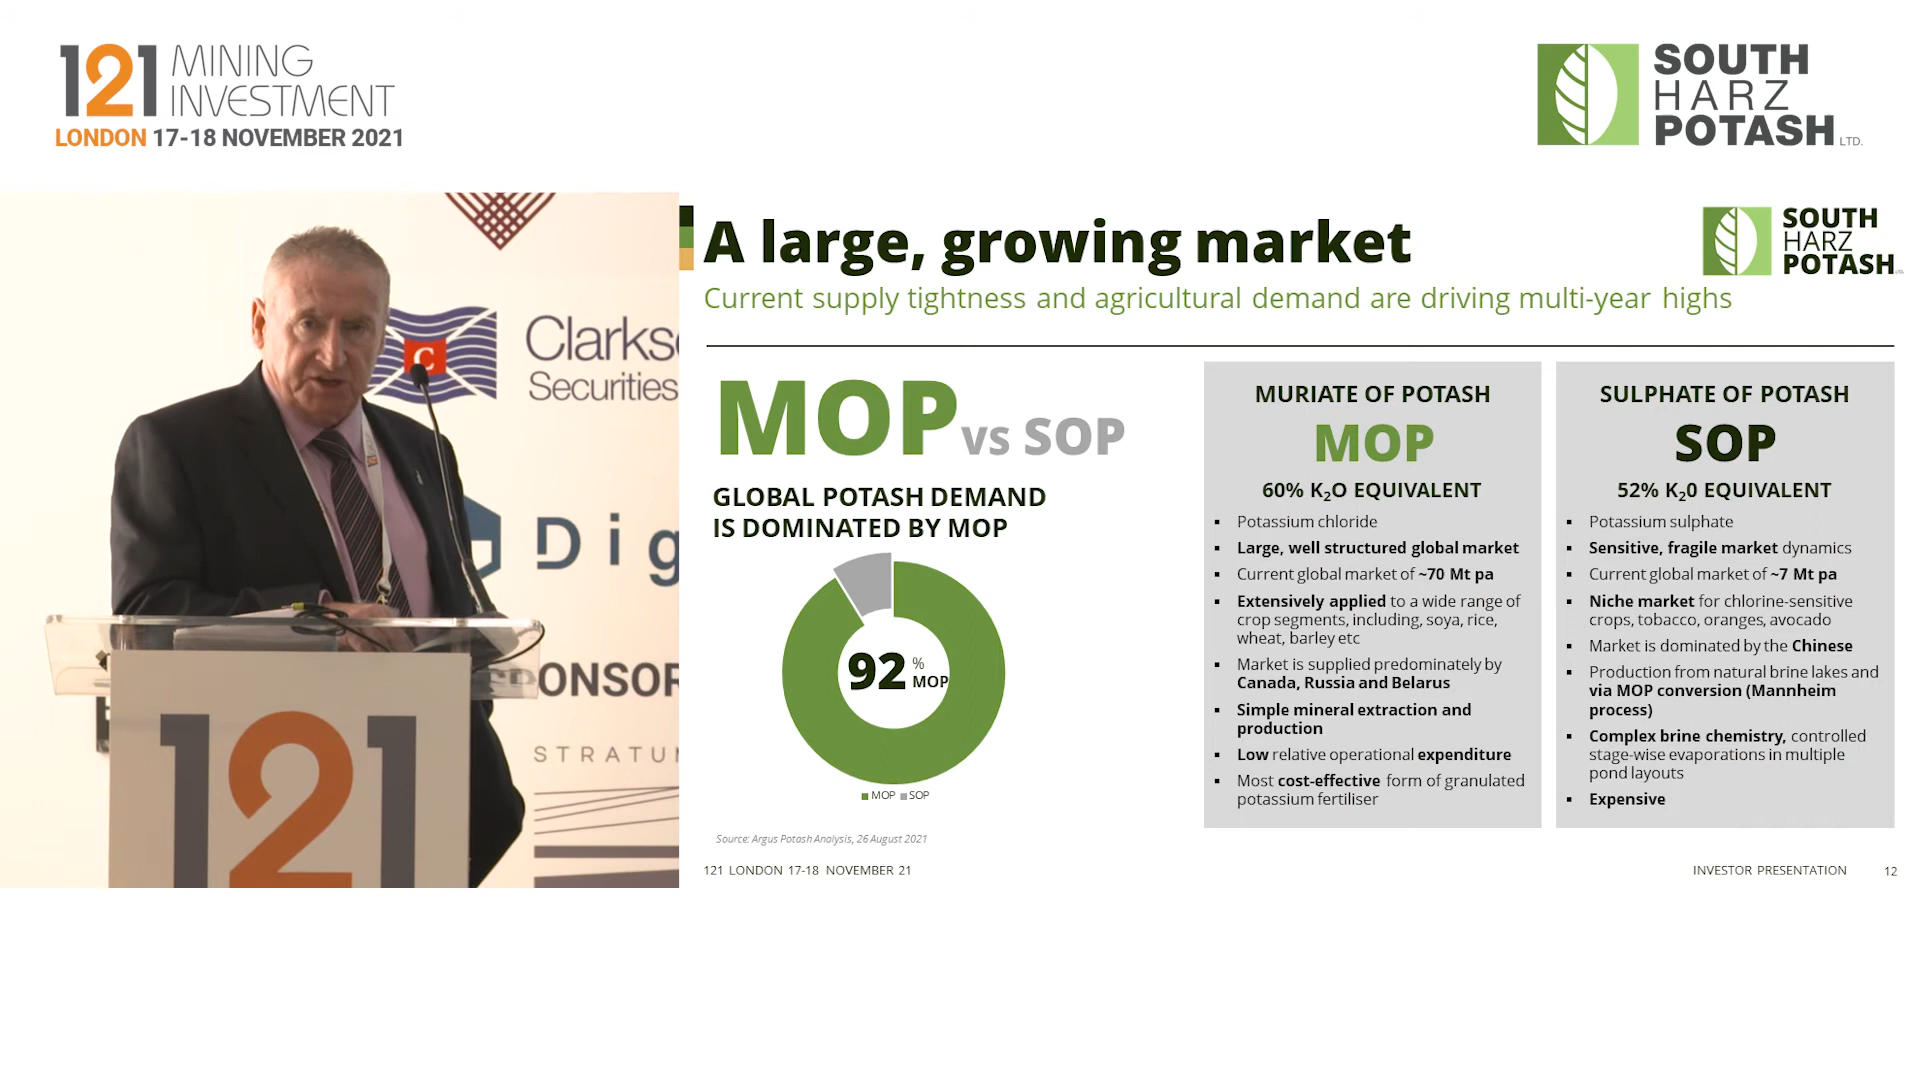 121 MINING
INVESTMENT
LONDON 17-18 NOVEMBER 2021
SOUTH
HARZ
POTASH LTD.
Clarks
Securities
C
Dig
ONSOR
STRATU
121
A large, growing market
Current supply tightness and agricultural demand are driving multi-year highs
SOUTH
HARZ
POTASH
MOP vs SOP
GLOBAL POTASH DEMAND
IS DOMINATED BY MOP
92 %
MOP
MOP SOP
Source: Argus Potash Analysis, 26 August 2021
MURIATE OF POTASH
MOP
60% K₂O EQUIVALENT
▪ Potassium chloride
▪ Large, well structured global market
▪ Current global market of ~70 Mt pa
▪ Extensively applied to a wide range of
crop segments, including, soya, rice,
wheat, barley etc
▪ Market is supplied predominately by
Canada, Russia and Belarus
▪ Simple mineral extraction and
production
▪ Low relative operational expenditure
▪ Most cost-effective form of granulated
potassium fertiliser
SULPHATE OF POTASH
SOP
52% K₂0 EQUIVALENT
▪ Potassium sulphate
▪ Sensitive, fragile market dynamics
▪ Current global market of ~7 Mt pa
▪ Niche market for chlorine-sensitive
crops, tobacco, oranges, avocado
▪ Market is dominated by the Chinese
▪ Production from natural brine lakes and
via MOP conversion (Mannheim
process)
▪ Complex brine chemistry, controlled
stage-wise evaporations in multiple
pond layouts
▪ Expensive
121 LONDON 17-18 NOVEMBER 21
INVESTOR PRESENTATION 12